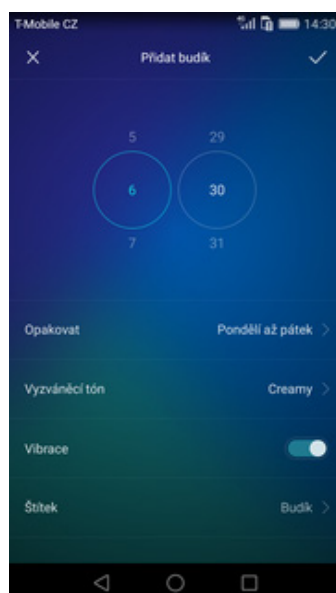 T-Mobile CZ 14:30
Přidat budík
5 29
6 30
7 31
Opakovat Pondělí až pátek
Vyzváněcí tón Creamy
Vibrace
Štítek Budík